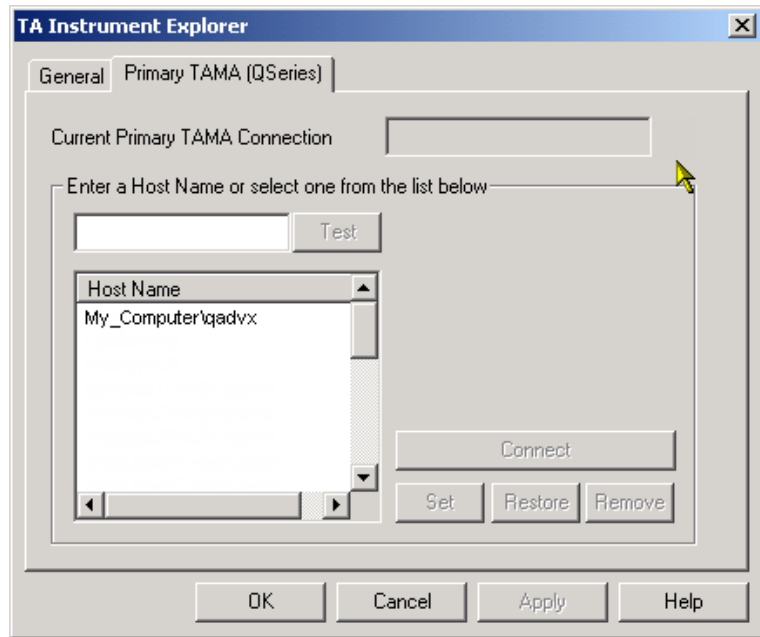 TA Instrument Explorer
General
Primary TAMA (QSeries)
Current Primary TAMA Connection
Enter a Host Name or select one from the list below
Test
Host Name
My_Computer\qadvx
Connect
Set
Restore
Remove
OK
Cancel
Apply
Help